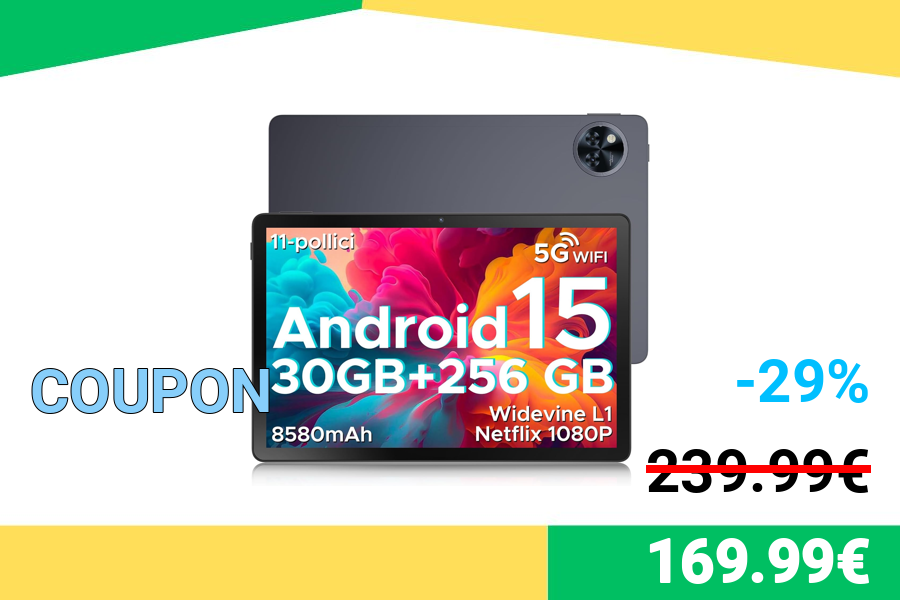 11-pollici
5G WIFI
Android 15
30GB+256 GB
Widevine L1
8580mAh
Netflix 1080P
COUPON
-29%
239.99€
169.99€